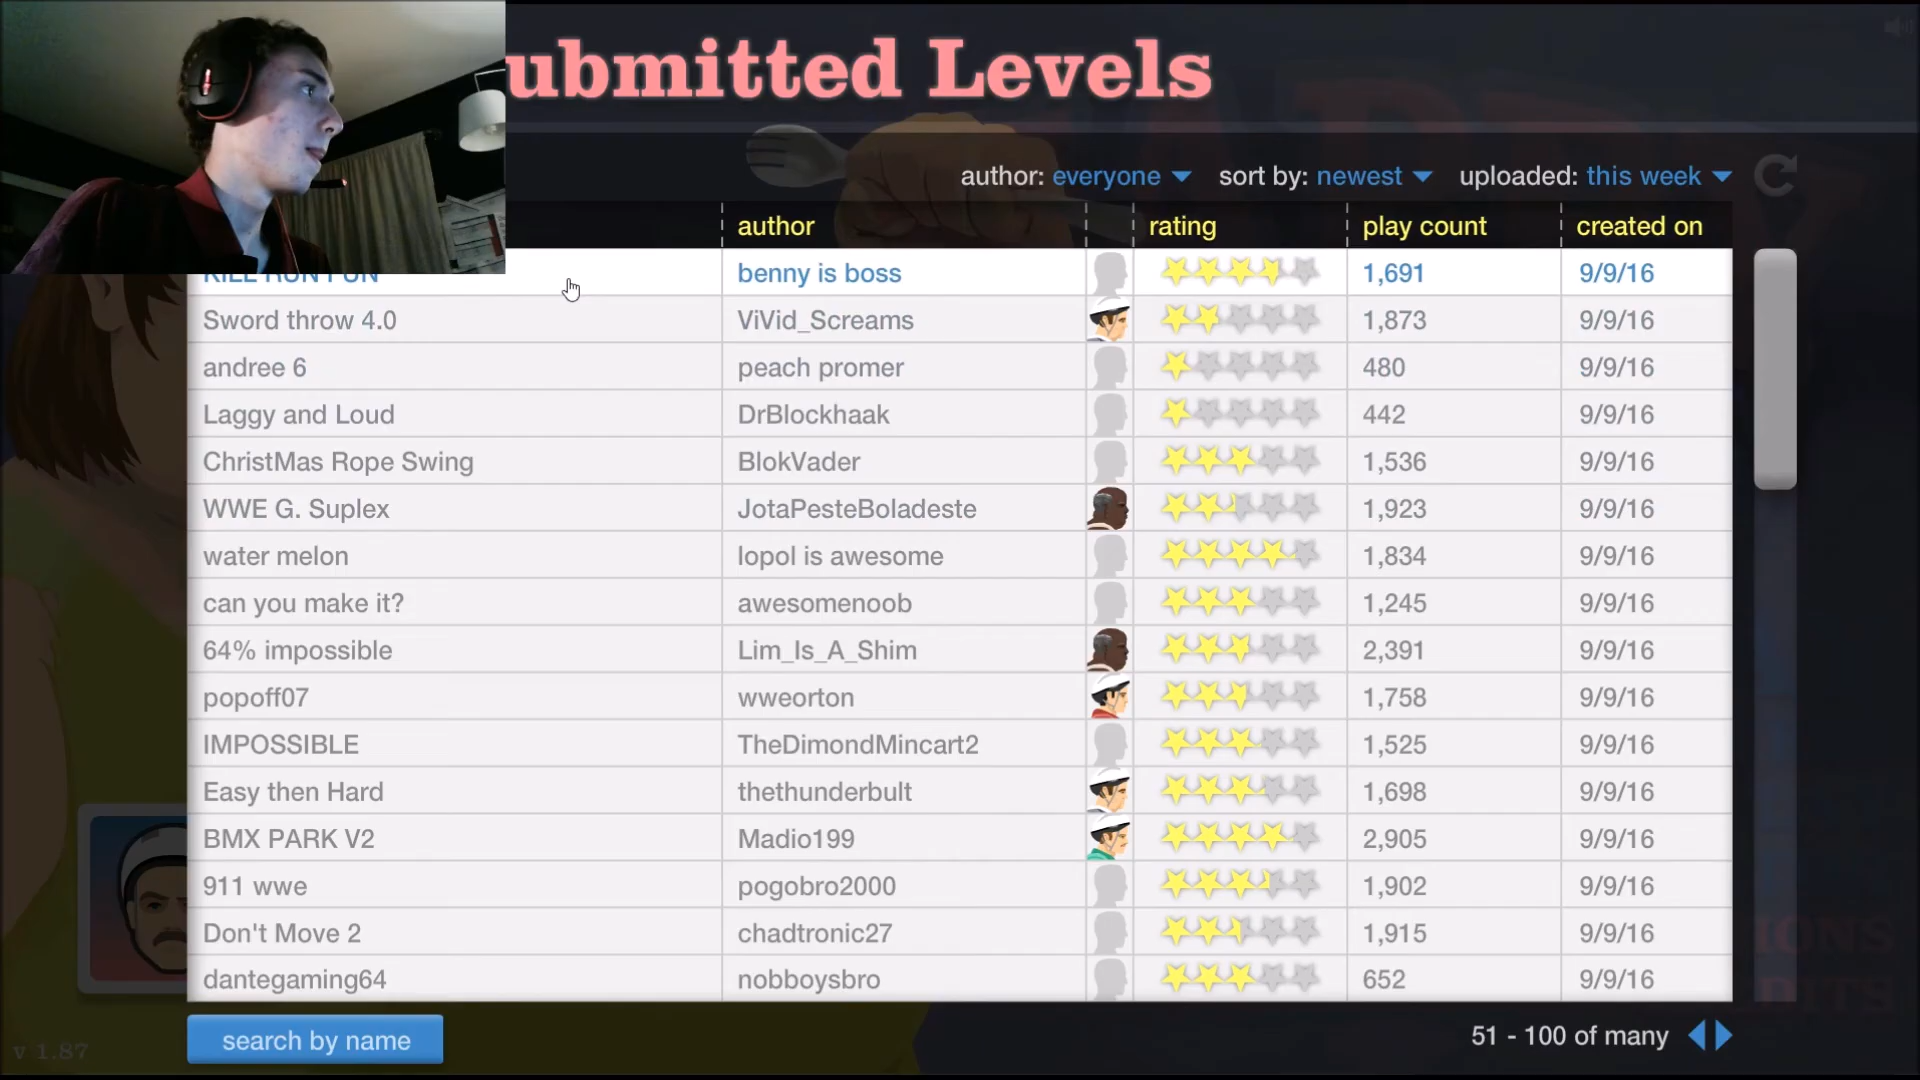 ubmitted Levels
author: everyone sort by: newest uploaded: this week
author rating play count created on
KILL RUN FUN benny is boss 1,691 9/9/16
Sword throw 4.0 ViVid_Screams 1,873 9/9/16
andree 6 peach promer 480 9/9/16
Laggy and Loud DrBlockhaak 442 9/9/16
ChristMas Rope Swing BlokVader 1,536 9/9/16
WWE G. Suplex JotaPesteBoladeste 1,923 9/9/16
water melon lopol is awesome 1,834 9/9/16
can you make it? awesomenoob 1,245 9/9/16
64% impossible Lim_Is_A_Shim 2,391 9/9/16
popoff07 wweorton 1,758 9/9/16
IMPOSSIBLE TheDimondMincart2 1,525 9/9/16
Easy then Hard thethunderbult 1,698 9/9/16
BMX PARK V2 Madio199 2,905 9/9/16
911 wwe pogobro2000 1,902 9/9/16
Don't Move 2 chadtronic27 1,915 9/9/16
dantegaming64 nobboysbro 652 9/9/16
search by name 51 - 100 of many
v 1.87